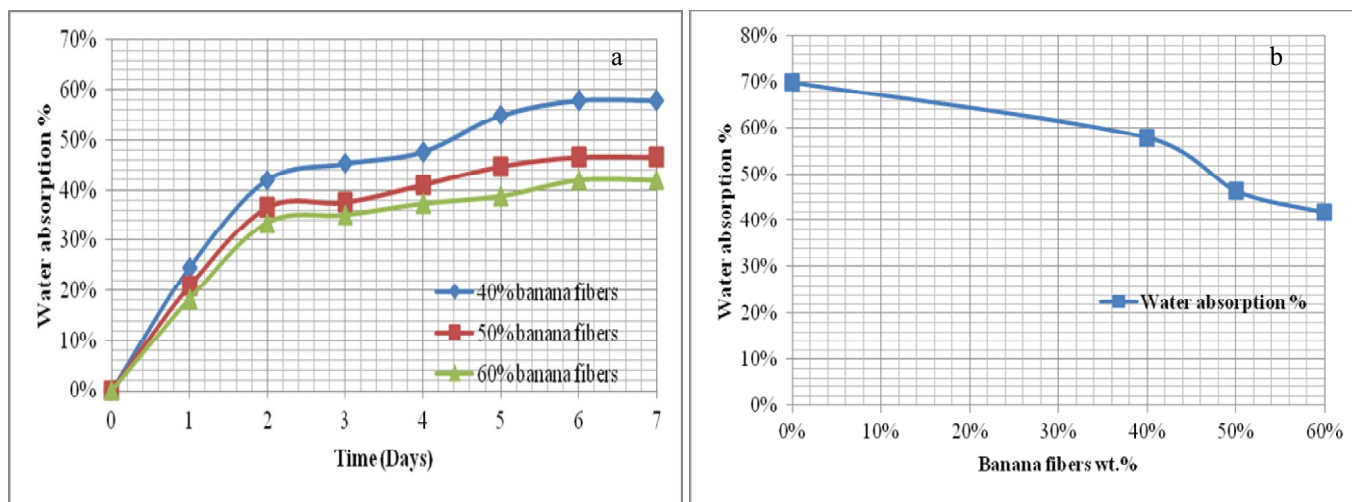 a
70%
60%
50%
40%
30%
20%
10%
0%
Water absorption %
0 1 2 3 4 5 6 7
Time (Days)
40% banana fibers
50% banana fibers
60% banana fibers
b
80%
70%
60%
50%
40%
30%
20%
10%
0%
Water absorption %
0% 10% 20% 30% 40% 50% 60%
Banana fibers wt.%
Water absorption %